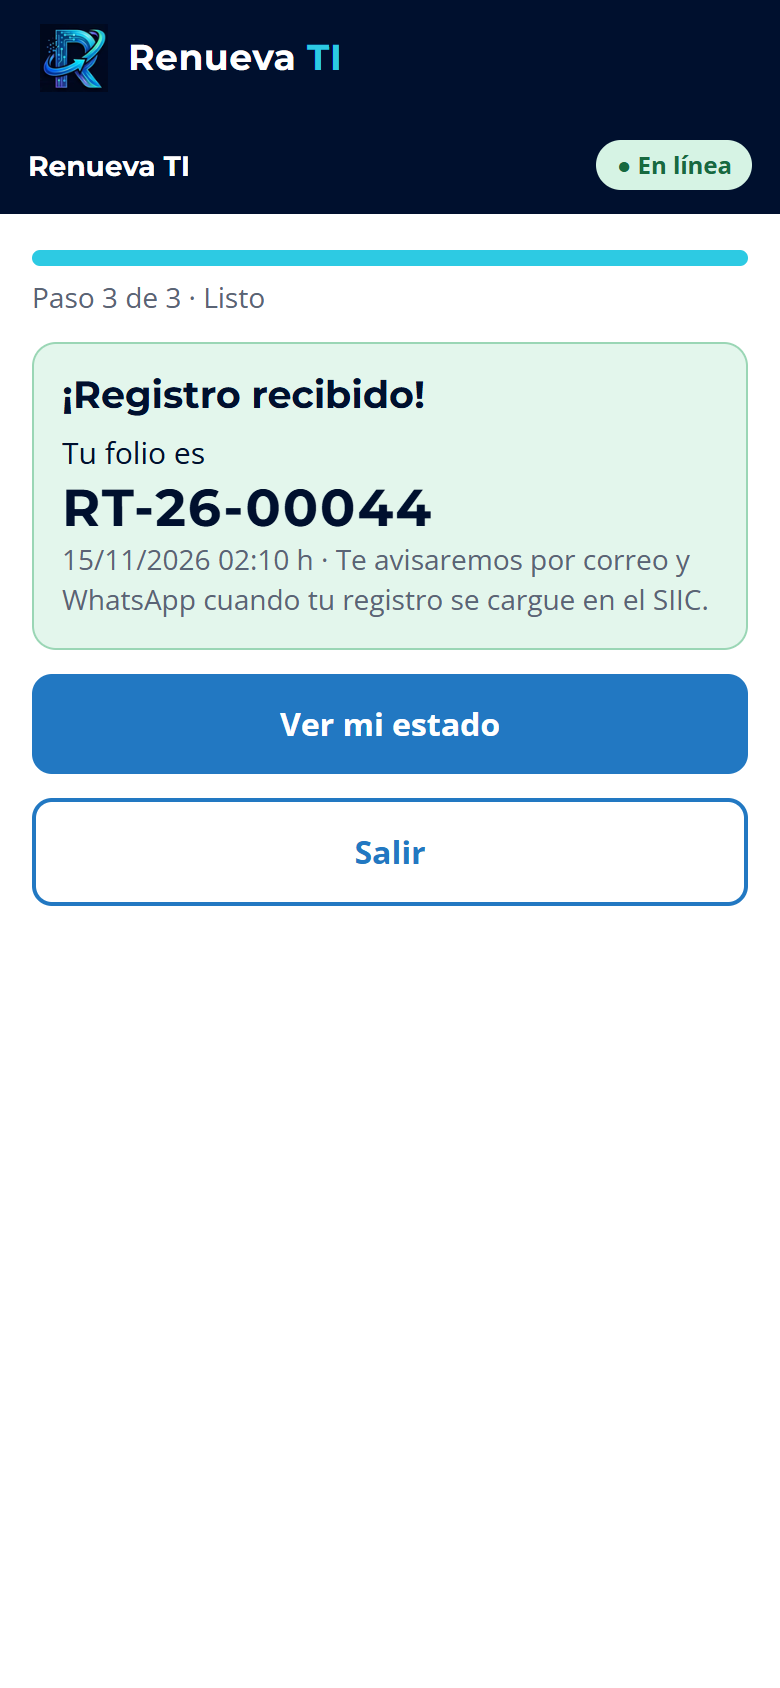 Renueva TI
Renueva TI
● En línea
Paso 3 de 3 · Listo
¡Registro recibido!
Tu folio es
RT-26-00044
15/11/2026 02:10 h · Te avisaremos por correo y
WhatsApp cuando tu registro se cargue en el SIIC.
Ver mi estado
Salir